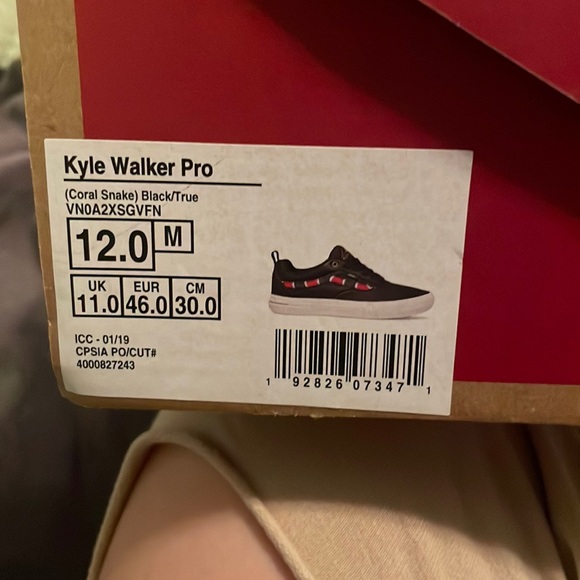 Kyle Walker Pro
(Coral Snake) Black/True
VN0A2XSGVFN
12.0 M
UK EUR CM
11.0 46.0 30.0
ICC - 01/19
CPSIA PO/CUT#
4000827243
1 92826 07347 1